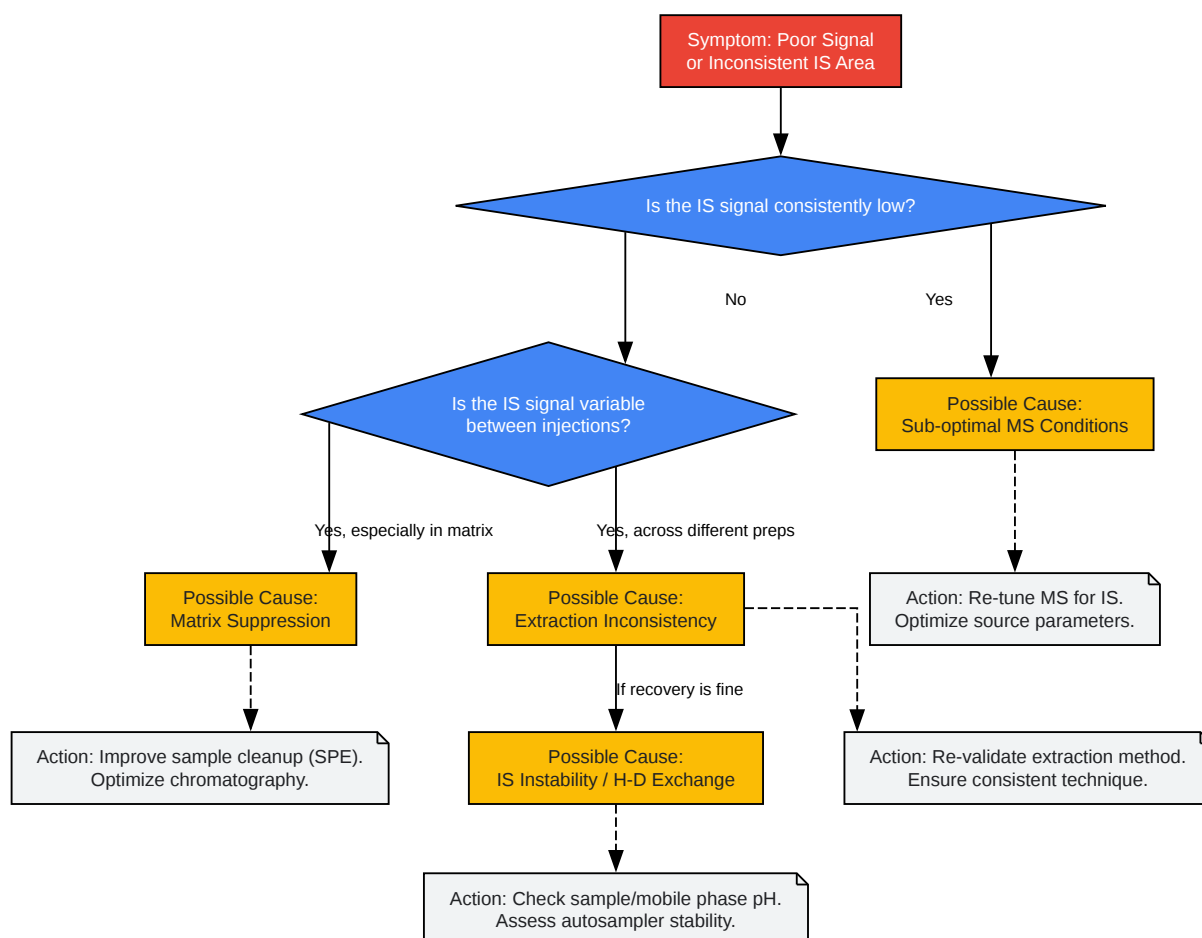 Symptom: Poor Signal
or Inconsistent IS Area
Is the IS signal consistently low?
No
Yes
Is the IS signal variable
between injections?
Possible Cause:
Sub-optimal MS Conditions
Yes, especially in matrix
Yes, across different preps
Possible Cause:
Matrix Suppression
Possible Cause:
Extraction Inconsistency
Action: Re-tune MS for IS.
Optimize source parameters.
If recovery is fine
Action: Improve sample cleanup (SPE).
Optimize chromatography.
Possible Cause:
IS Instability / H-D Exchange
Action: Re-validate extraction method.
Ensure consistent technique.
Action: Check sample/mobile phase pH.
Assess autosampler stability.